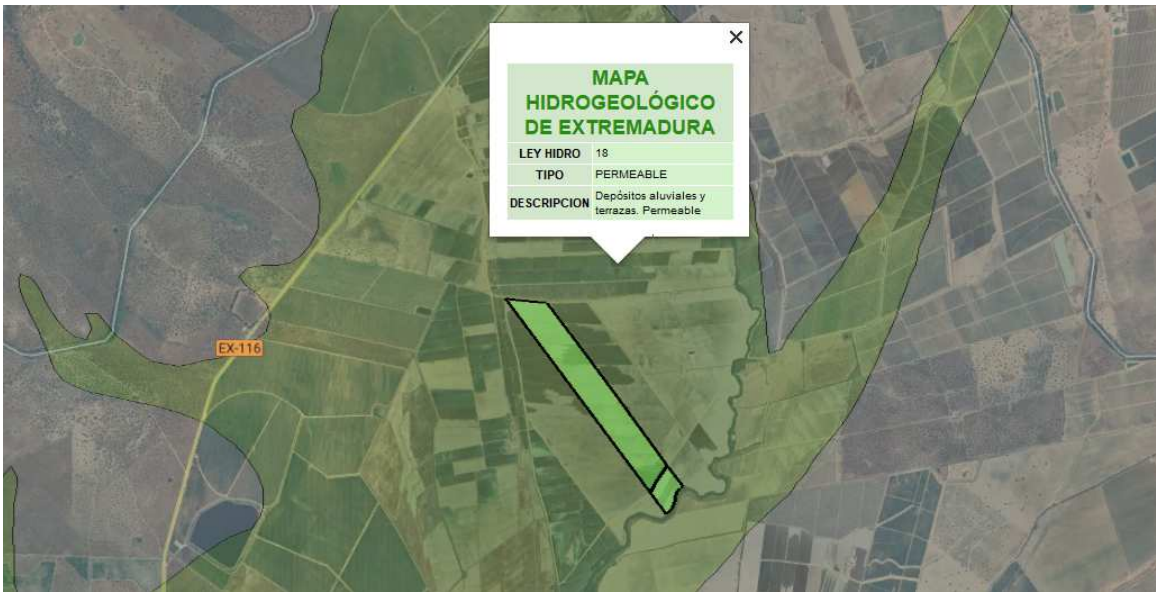 ×
MAPA
HIDROGEOLÓGICO
DE EXTREMADURA
LEY HIDRO 18
TIPO PERMEABLE
DESCRIPCION Depósitos aluviales y
terrazas. Permeable
EX-116